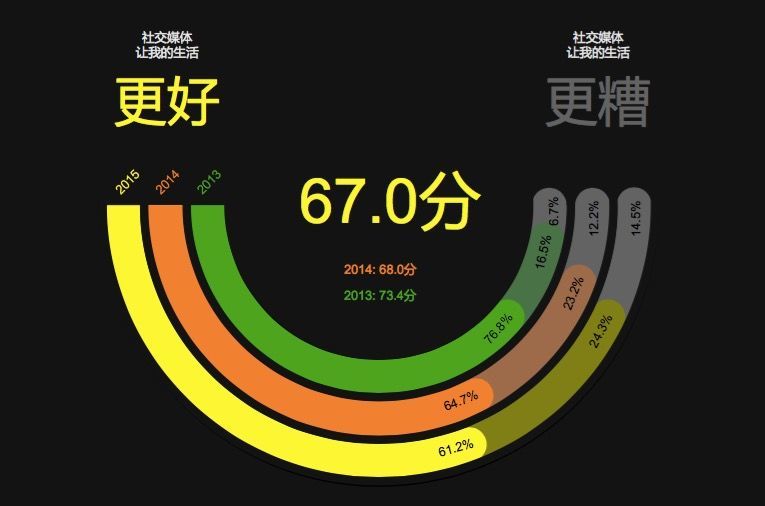 社交媒体
让我的生活
更好
社交媒体
让我的生活
更糟
2015
2014
2013
67.0分
2014: 68.0分
2013: 73.4分
6.7%
12.2%
14.5%
16.5%
23.2%
24.3%
76.8%
64.7%
61.2%